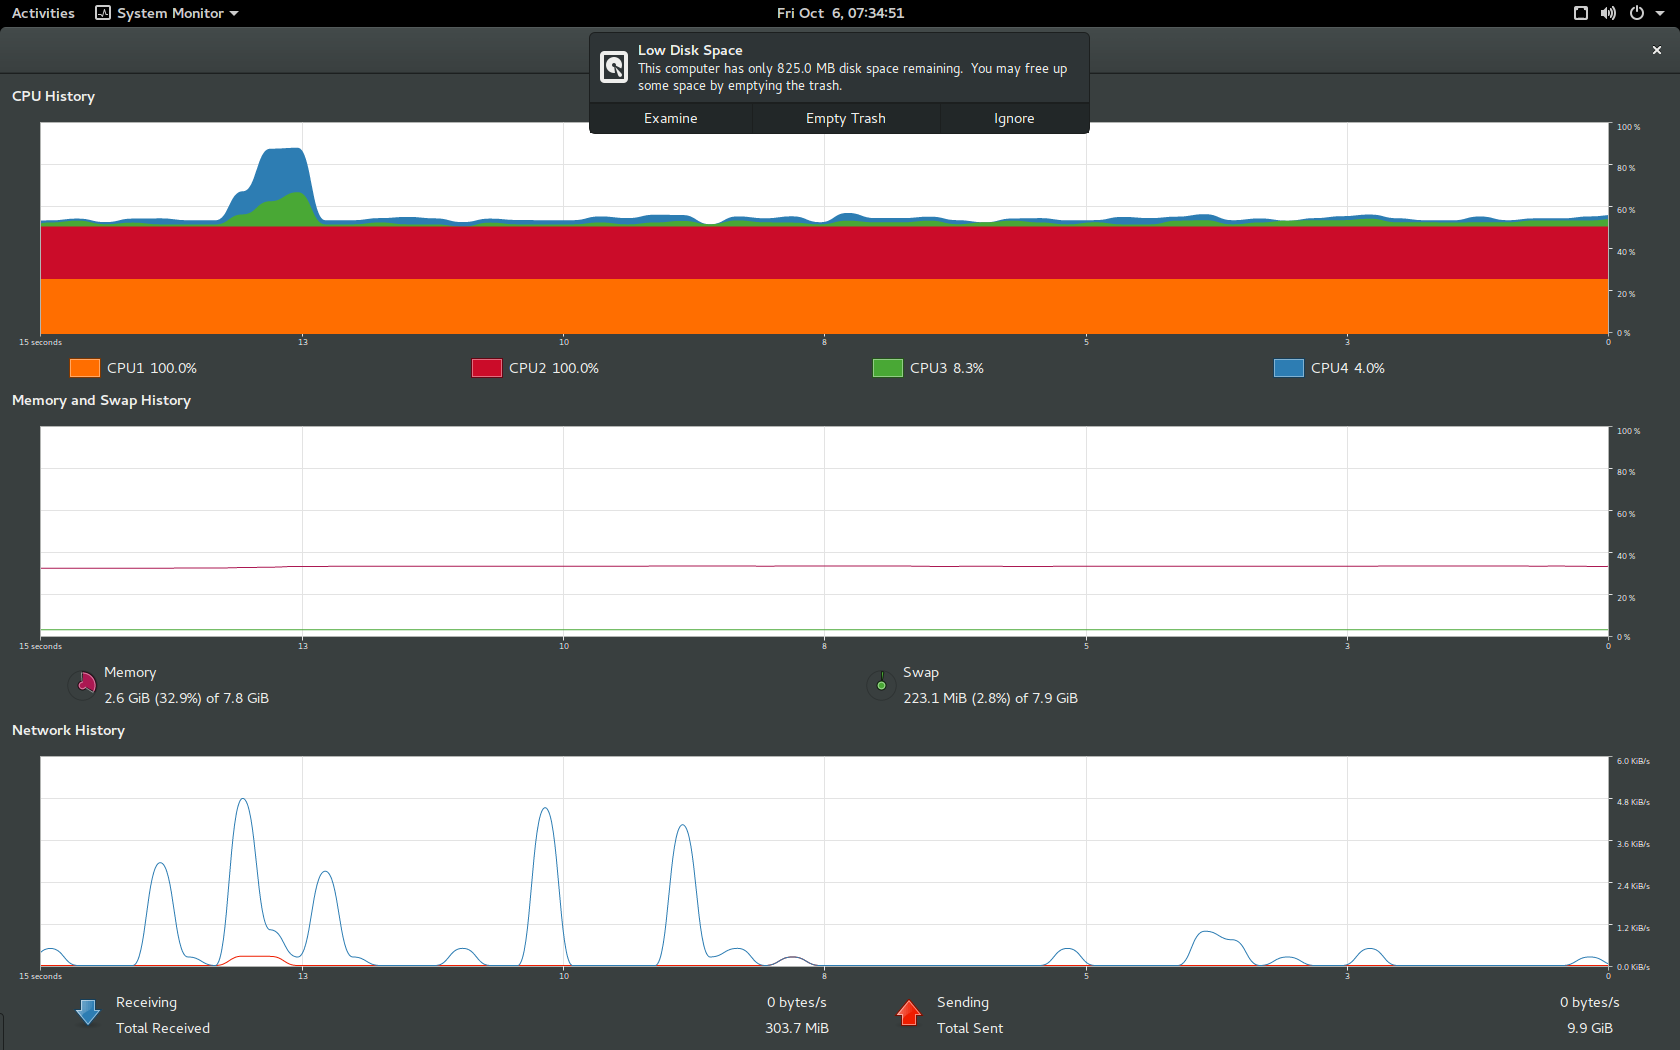 Activities
System Monitor
Fri Oct 6, 07:34:51
Low Disk Space
This computer has only 825.0 MB disk space remaining. You may free up
some space by emptying the trash.
Examine
Empty Trash
Ignore
CPU History
100 %
80 %
60 %
40 %
20 %
0 %
15 seconds
13
10
8
5
3
0
CPU1 100.0%
CPU2 100.0%
CPU3 8.3%
CPU4 4.0%
Memory and Swap History
100 %
80 %
60 %
40 %
20 %
0 %
15 seconds
13
10
8
5
3
0
Memory
2.6 GiB (32.9%) of 7.8 GiB
Swap
223.1 MiB (2.8%) of 7.9 GiB
Network History
6.0 KiB/s
4.8 KiB/s
3.6 KiB/s
2.4 KiB/s
1.2 KiB/s
0.0 KiB/s
15 seconds
13
10
8
5
3
0
Receiving
0 bytes/s
Total Received
303.7 MiB
Sending
0 bytes/s
Total Sent
9.9 GiB